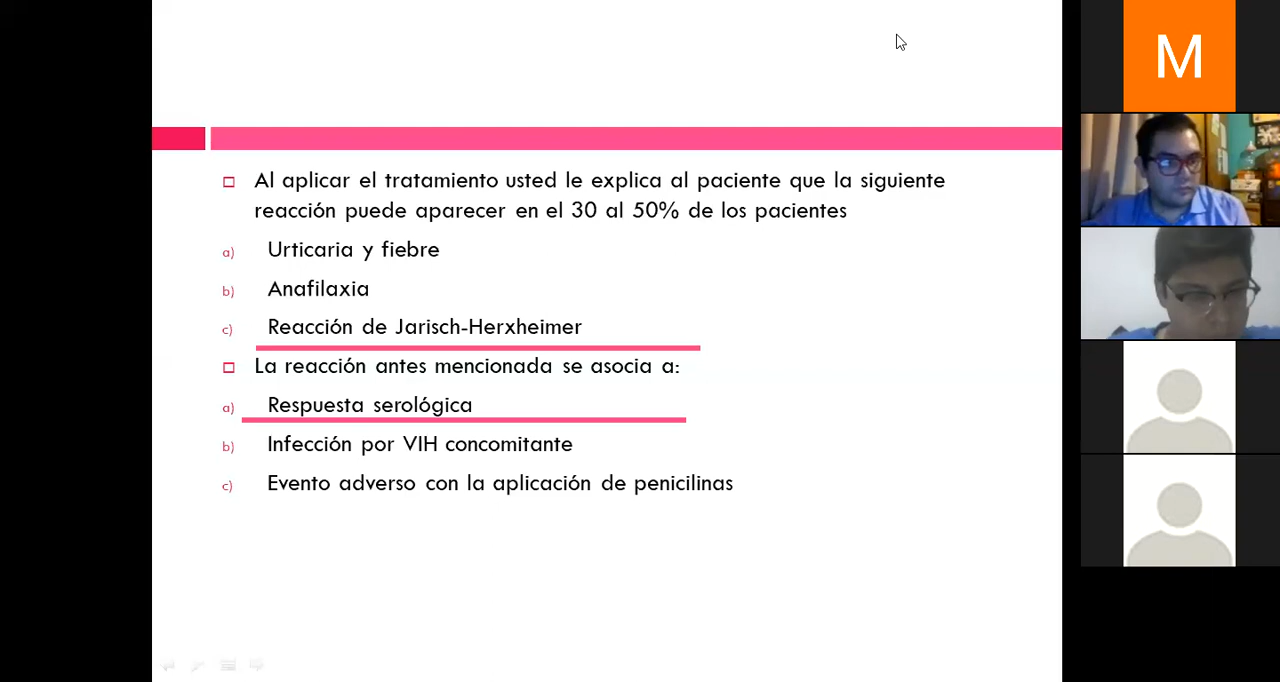 Al aplicar el tratamiento usted le explica al paciente que la siguiente
reacción puede aparecer en el 30 al 50% de los pacientes
a) Urticaria y fiebre
b) Anafilaxia
c) Reacción de Jarisch-Herxheimer
La reacción antes mencionada se asocia a:
a) Respuesta serológica
b) Infección por VIH concomitante
c) Evento adverso con la aplicación de penicilinas
M